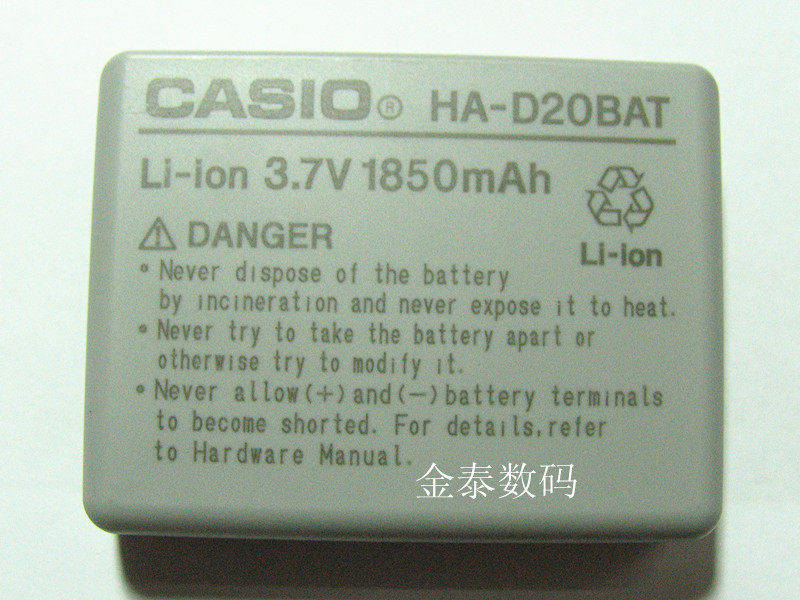 CASIO® HA-D20BAT
Li-ion 3.7V 1850mAh
⚠ DANGER
Li-ion
• Never dispose of the battery
by incineration and never expose it to heat.
• Never try to take the battery apart or
otherwise try to modify it.
• Never allow(+)and(−)battery terminals
to become shorted. For details,refer
to Hardware Manual.
金泰数码